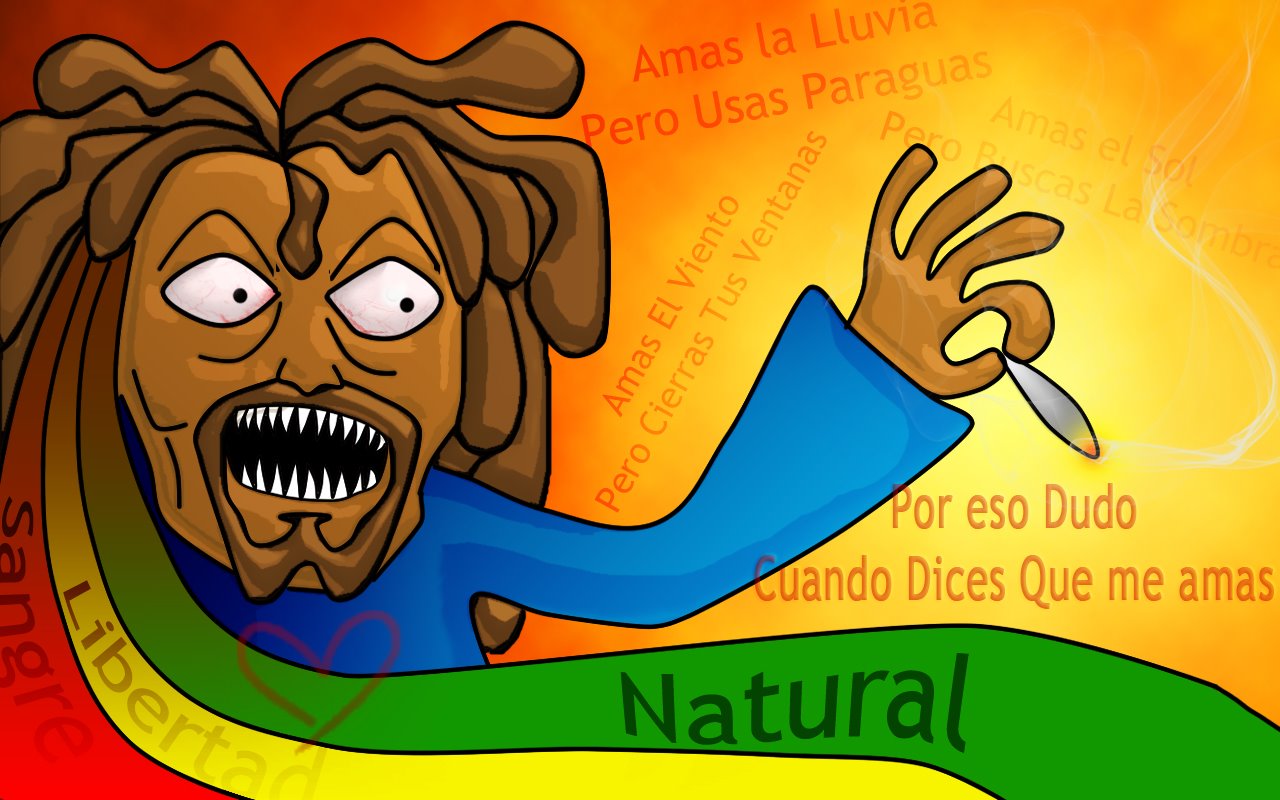 Amas la Lluvia
Pero Usas Paraguas
Amas el Sol!
Pero Buscas La Sombra
Amas El Viento
Pero Cierras Tus Ventanas
Por eso Dudo
Cuando Dices Que me amas
sangre
Libertad
Natural